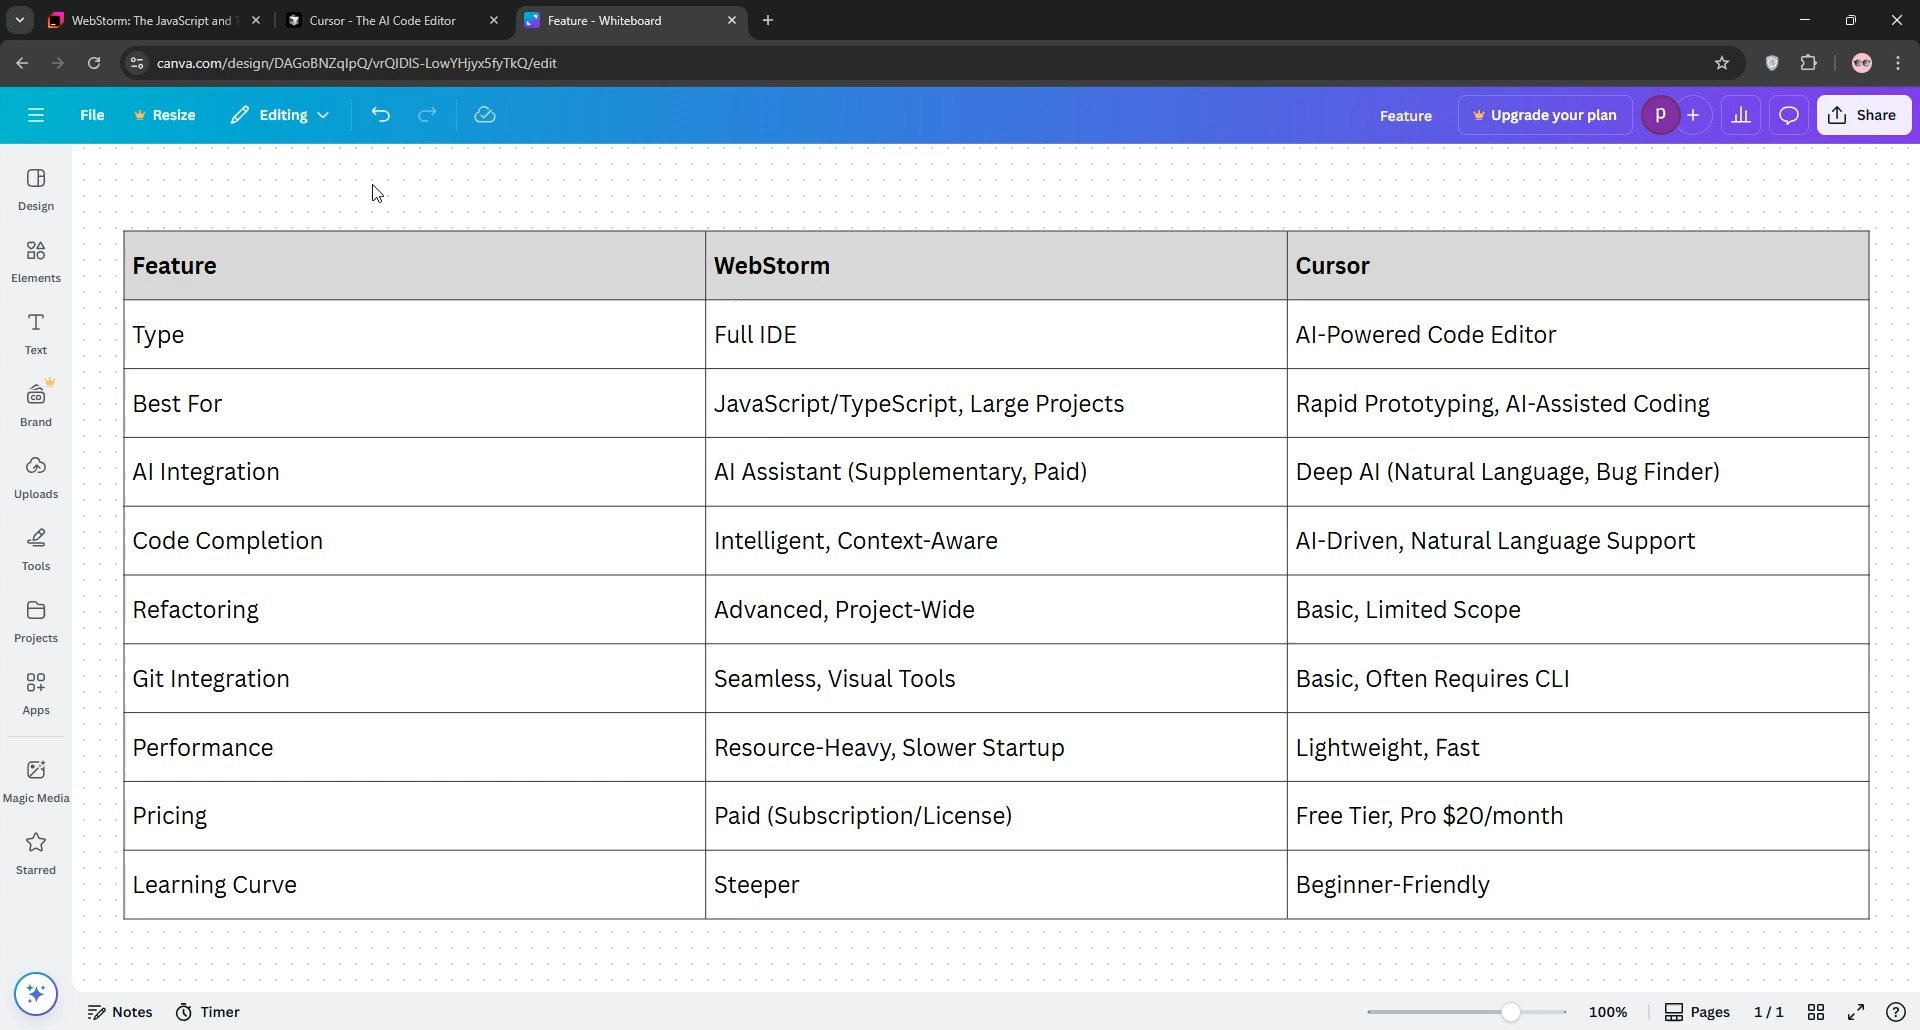 WebStorm: The JavaScript and
Cursor - The AI Code Editor
Feature - Whiteboard
canva.com/design/DAGoBNZqlpQ/vrQIDIS-LowYHjyx5fyTkQ/edit
File Resize Editing Feature Upgrade your plan P + Share
Design
Elements
Text
Brand
Uploads
Tools
Projects
Apps
Magic Media
Starred
Feature WebStorm Cursor
Type Full IDE AI-Powered Code Editor
Best For JavaScript/TypeScript, Large Projects Rapid Prototyping, AI-Assisted Coding
AI Integration AI Assistant (Supplementary, Paid) Deep AI (Natural Language, Bug Finder)
Code Completion Intelligent, Context-Aware AI-Driven, Natural Language Support
Refactoring Advanced, Project-Wide Basic, Limited Scope
Git Integration Seamless, Visual Tools Basic, Often Requires CLI
Performance Resource-Heavy, Slower Startup Lightweight, Fast
Pricing Paid (Subscription/License) Free Tier, Pro $20/month
Learning Curve Steeper Beginner-Friendly
Notes Timer 100% Pages 1 / 1